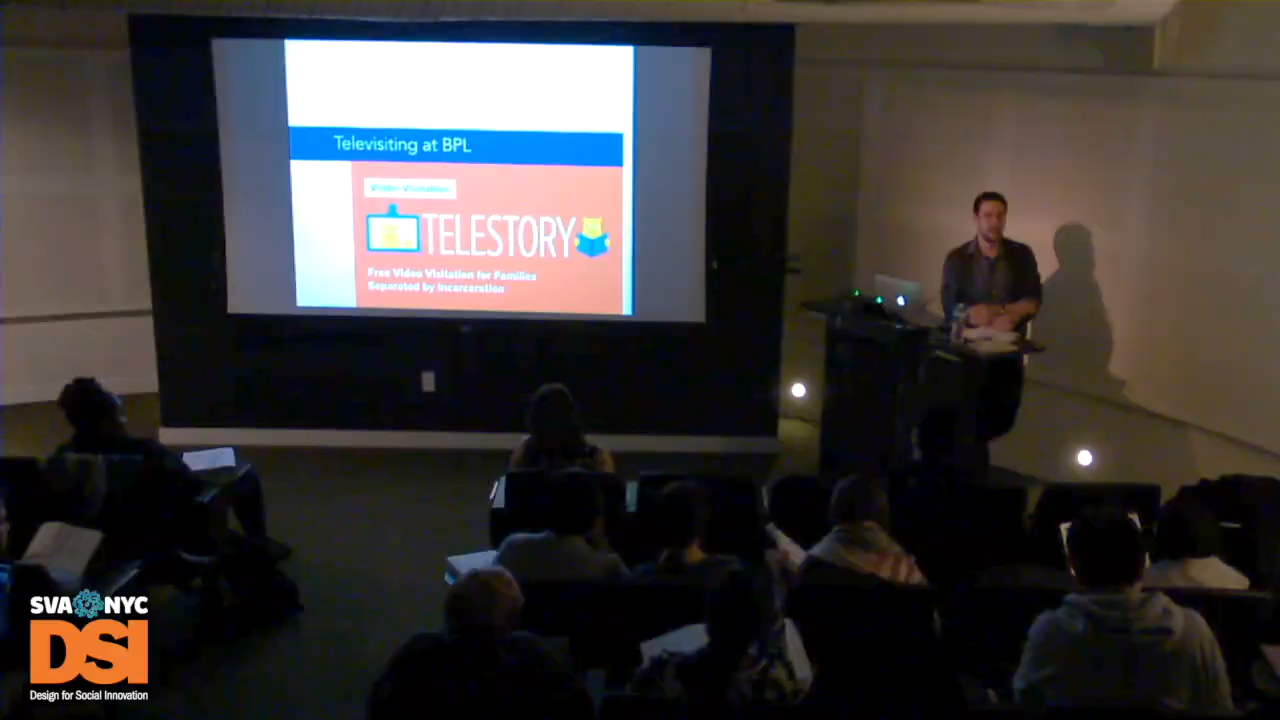 Televisiting at BPL
Video Visitation
TELESTORY
Free Video Visitation for Families
Separated by Incarceration
SVA NYC
DSI
Design for Social Innovation